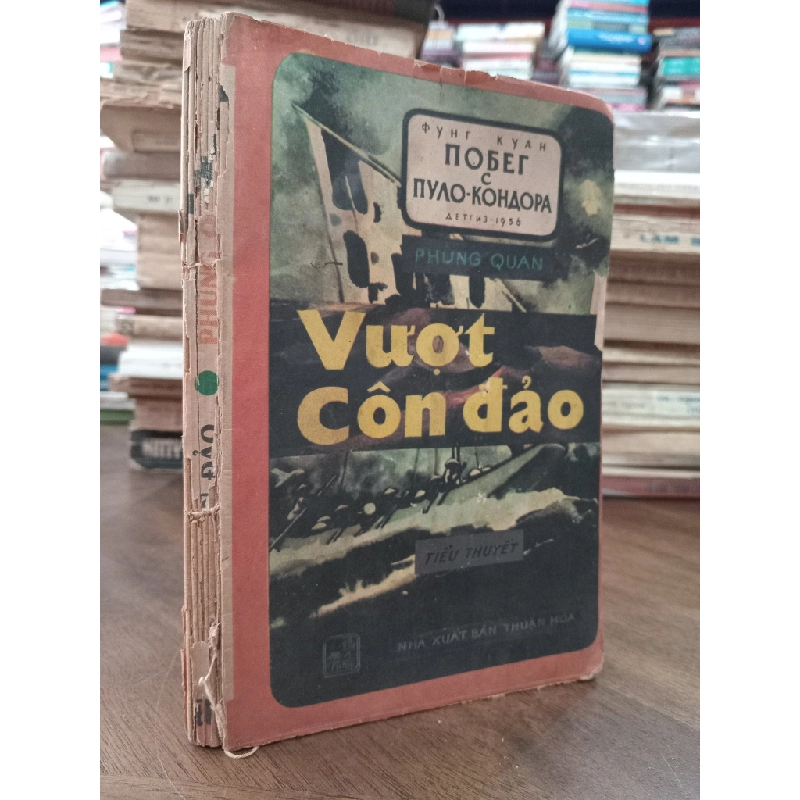 ФУНГ КУАН
ПОБЕГ
С
ПУЛО-КОНДОРА
ДЕТГИЗ-1956
PHÙNG QUÁN
Vượt
Côn đảo
TIỂU THUYẾT
NHÀ XUẤT BẢN THUẬN HÓA